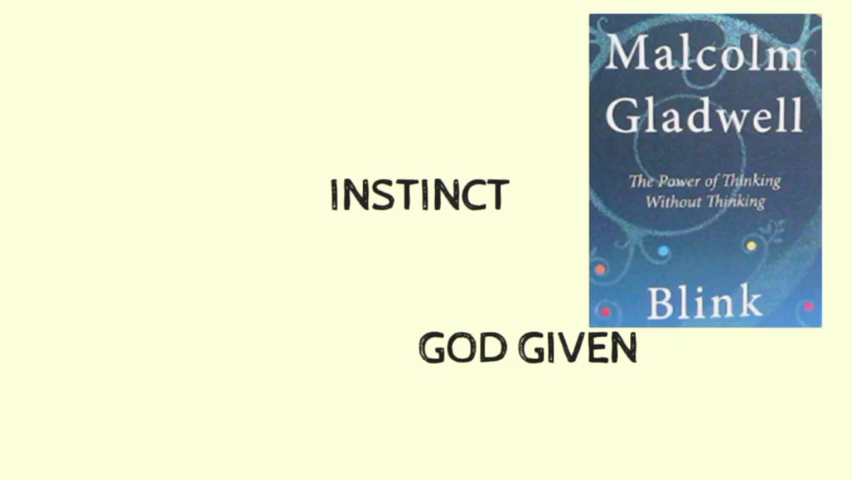 Malcolm
Gladwell
The Power of Thinking
Without Thinking
Blink
INSTINCT
GOD GIVEN